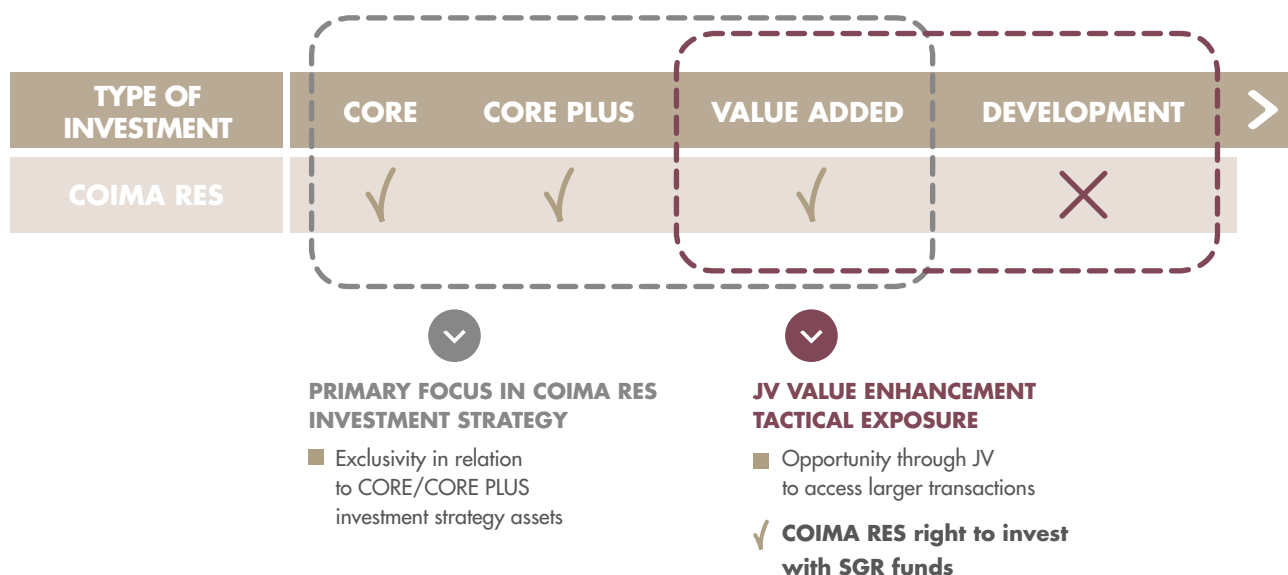 TYPE OF
INVESTMENT
CORE
CORE PLUS
VALUE ADDED
DEVELOPMENT
COIMA RES
PRIMARY FOCUS IN COIMA RES
INVESTMENT STRATEGY
Exclusivity in relation
to CORE/CORE PLUS
investment strategy assets
JV VALUE ENHANCEMENT
TACTICAL EXPOSURE
Opportunity through JV
to access larger transactions
COIMA RES right to invest
with SGR funds